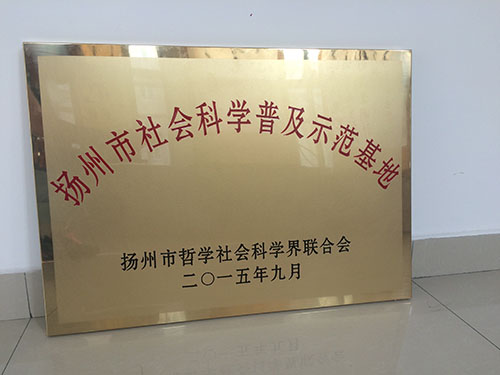 扬州市社会科学普及示范基地
扬州市哲学社会科学界联合会
二〇一五年九月